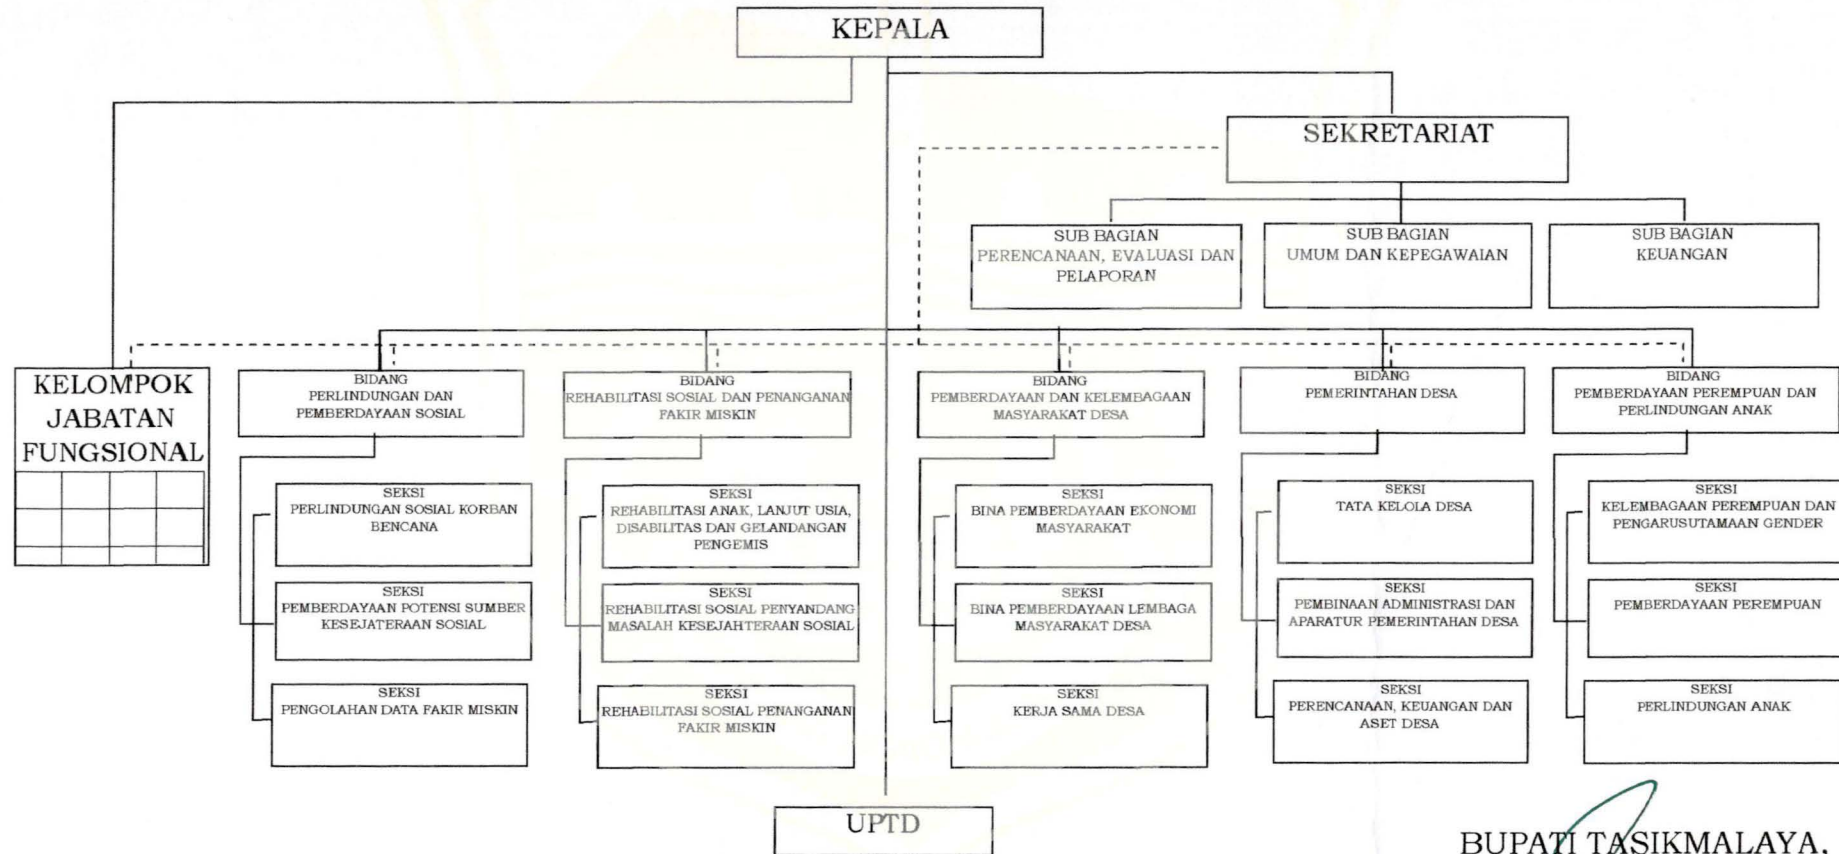 KEPALA
SEKRETARIAT
SUB BAGIAN
PERENCANAAN, EVALUASI DAN
PELAPORAN
SUB BAGIAN
UMUM DAN KEPEGAWAIAN
SUB BAGIAN
KEUANGAN
KELOMPOK
JABATAN
FUNGSIONAL
BIDANG
PERLINDUNGAN DAN
PEMBERDAYAAN SOSIAL
SEKSI
PERLINDUNGAN SOSIAL KORBAN
BENCANA
SEKSI
PEMBERDAYAAN POTENSI SUMBER
KESEJATERAAN SOSIAL
SEKSI
PENGOLAHAN DATA FAKIR MISKIN
BIDANG
REHABILITASI SOSIAL DAN PENANGANAN
FAKIR MISKIN
SEKSI
REHABILITASI ANAK, LANJUT USIA,
DISABILITAS DAN GELANDANGAN
PENGEMIS
SEKSI
REHABILITASI SOSIAL PENYANDANG
MASALAH KESEJAHTERAAN SOSIAL
SEKSI
REHABILITASI SOSIAL PENANGANAN
FAKIR MISKIN
BIDANG
PEMBERDAYAAN DAN KELEMBAGAAN
MASYARAKAT DESA
SEKSI
BINA PEMBERDAYAAN EKONOMI
MASYARAKAT
SEKSI
BINA PEMBERDAYAAN LEMBAGA
MASYARAKAT DESA
SEKSI
KERJA SAMA DESA
BIDANG
PEMERINTAHAN DESA
SEKSI
TATA KELOLA DESA
SEKSI
PEMBINAAN ADMINISTRASI DAN
APARATUR PEMERINTAHAN DESA
SEKSI
PERENCANAAN, KEUANGAN DAN
ASET DESA
BIDANG
PEMBERDAYAAN PEREMPUAN DAN
PERLINDUNGAN ANAK
SEKSI
KELEMBAGAAN PEREMPUAN DAN
PENGARUSUTAMAAN GENDER
SEKSI
PEMBERDAYAAN PEREMPUAN
SEKSI
PERLINDUNGAN ANAK
UPTD
BUPATI TASIKMALAYA,